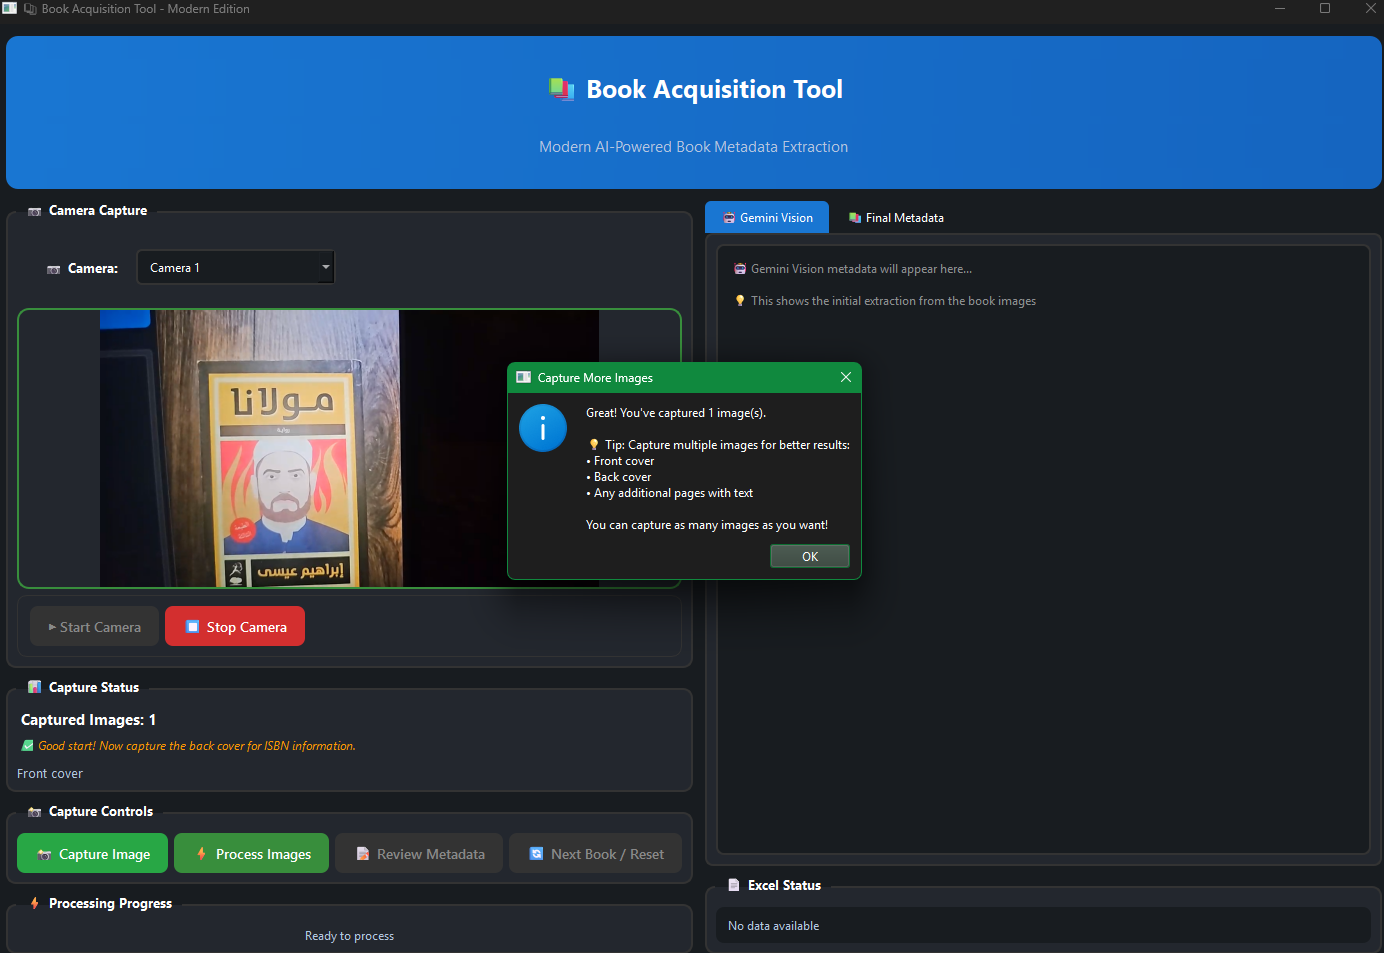 Book Acquisition Tool - Modern Edition
Book Acquisition Tool
Modern AI-Powered Book Metadata Extraction
Camera Capture
Camera:
Camera 1
مولانا
رواية
إبراهيم عيسى
Start Camera
Stop Camera
Capture Status
Captured Images: 1
Good start! Now capture the back cover for ISBN information.
Front cover
Capture Controls
Capture Image
Process Images
Review Metadata
Next Book / Reset
Processing Progress
Ready to process
Gemini Vision
Final Metadata
Gemini Vision metadata will appear here...
This shows the initial extraction from the book images
Capture More Images
Great! You've captured 1 image(s).
Tip: Capture multiple images for better results:
• Front cover
• Back cover
• Any additional pages with text
You can capture as many images as you want!
OK
Excel Status
No data available